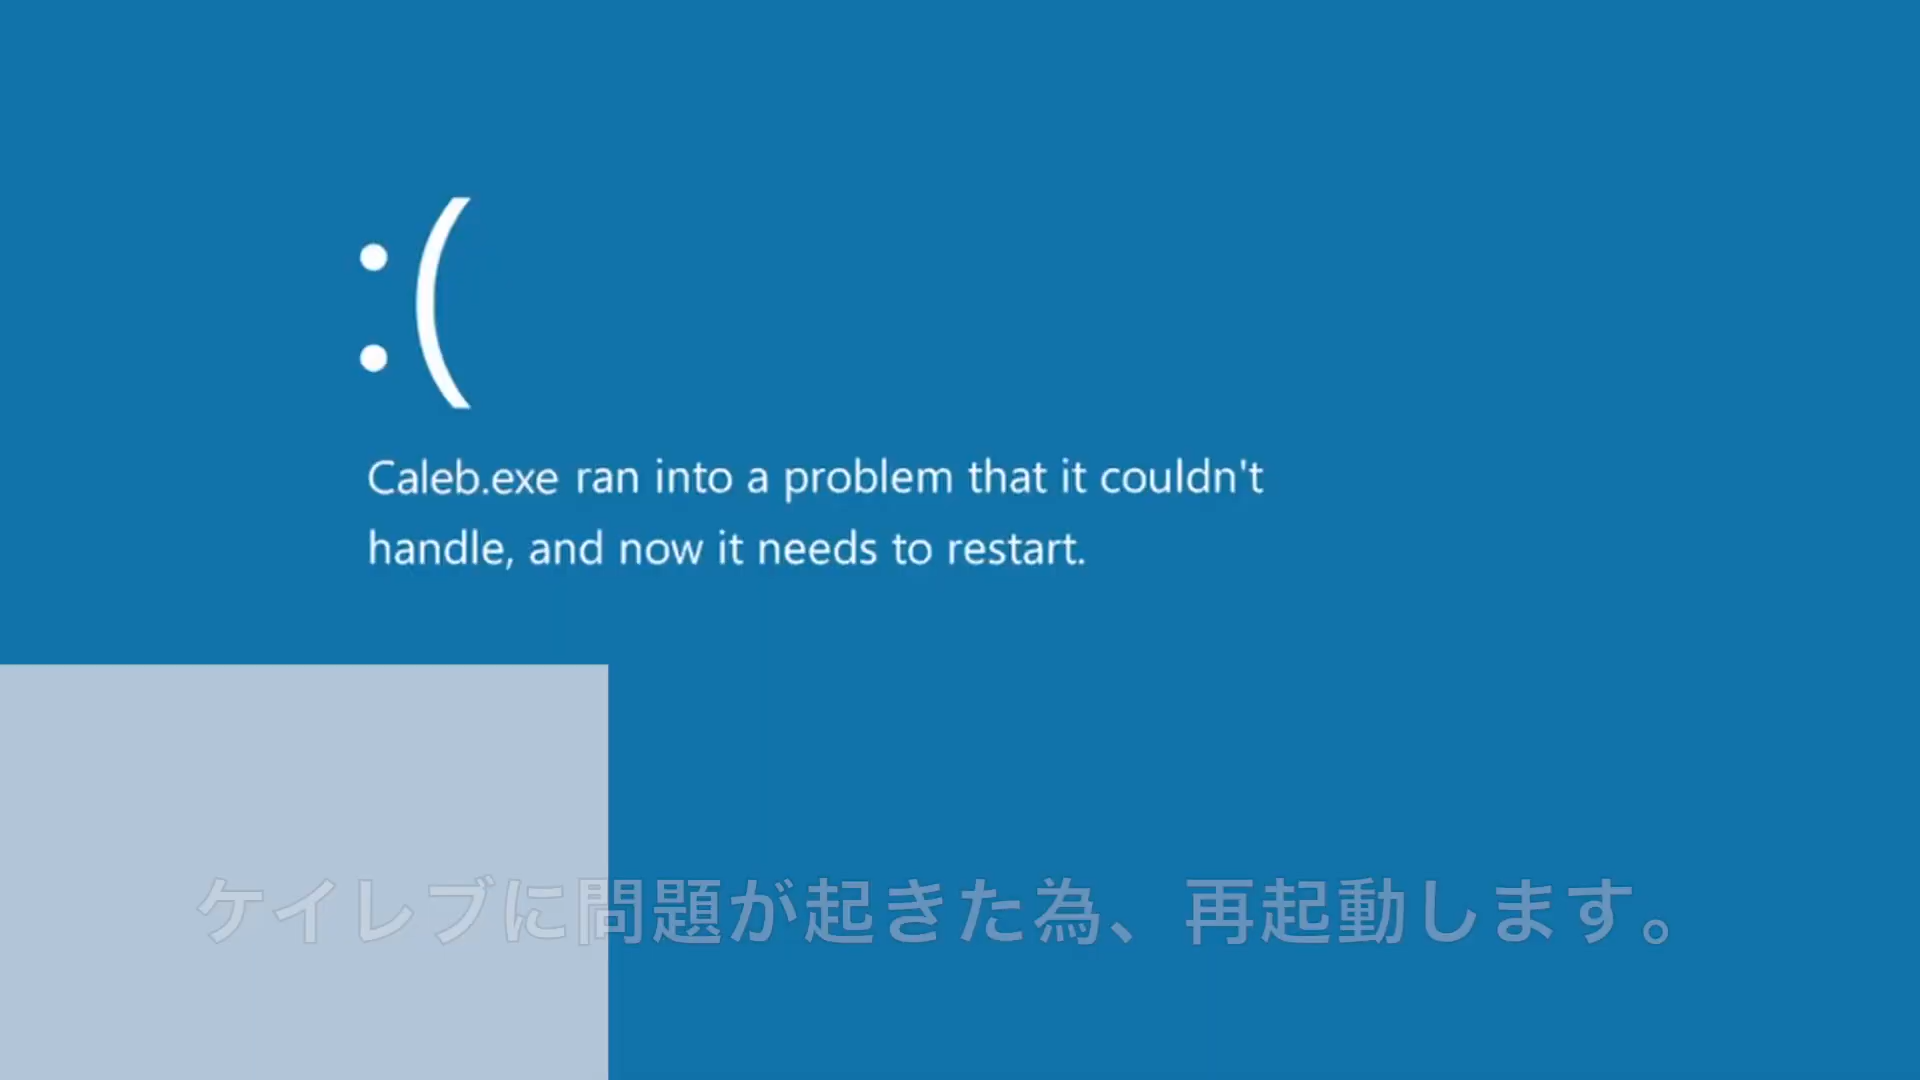 :(
Caleb.exe ran into a problem that it couldn't
handle, and now it needs to restart.
ケイレブに問題が起きた為、再起動します。